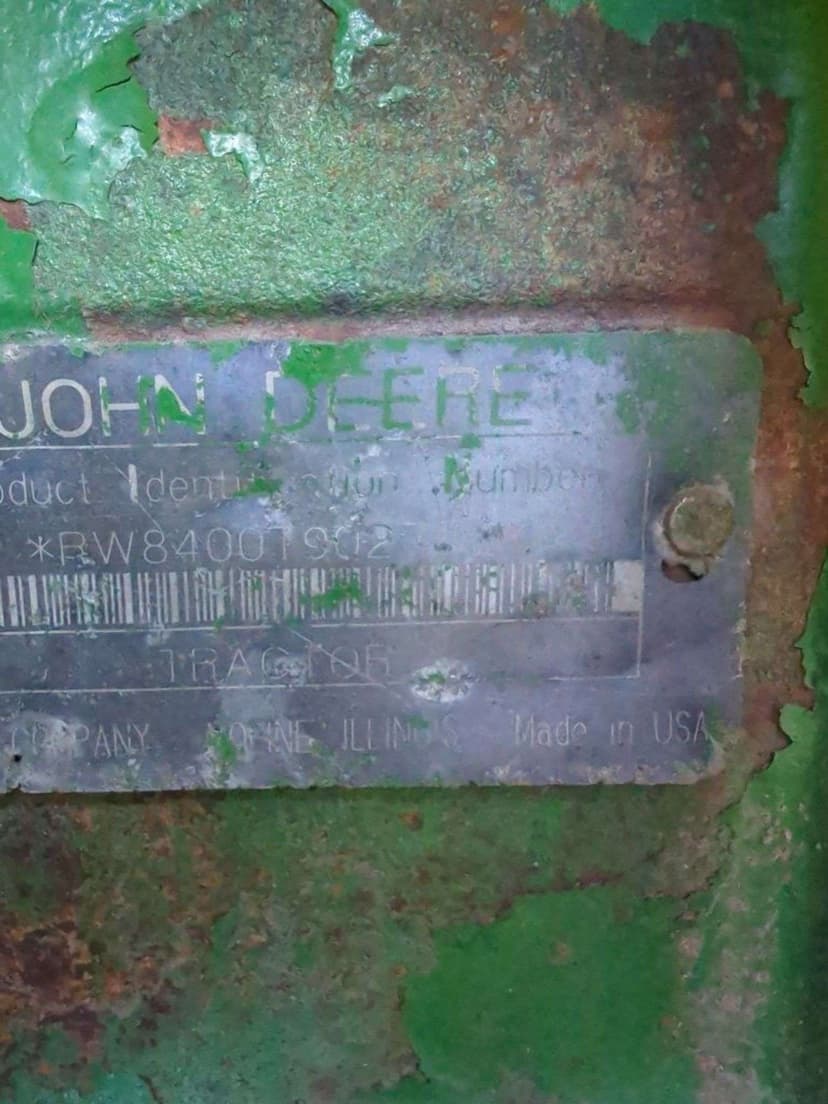 JOHN DEERE
oduct Identification Number
*RW8400T902
TRACTOR
COMPANY MOLINE ILLINOIS Made in USA